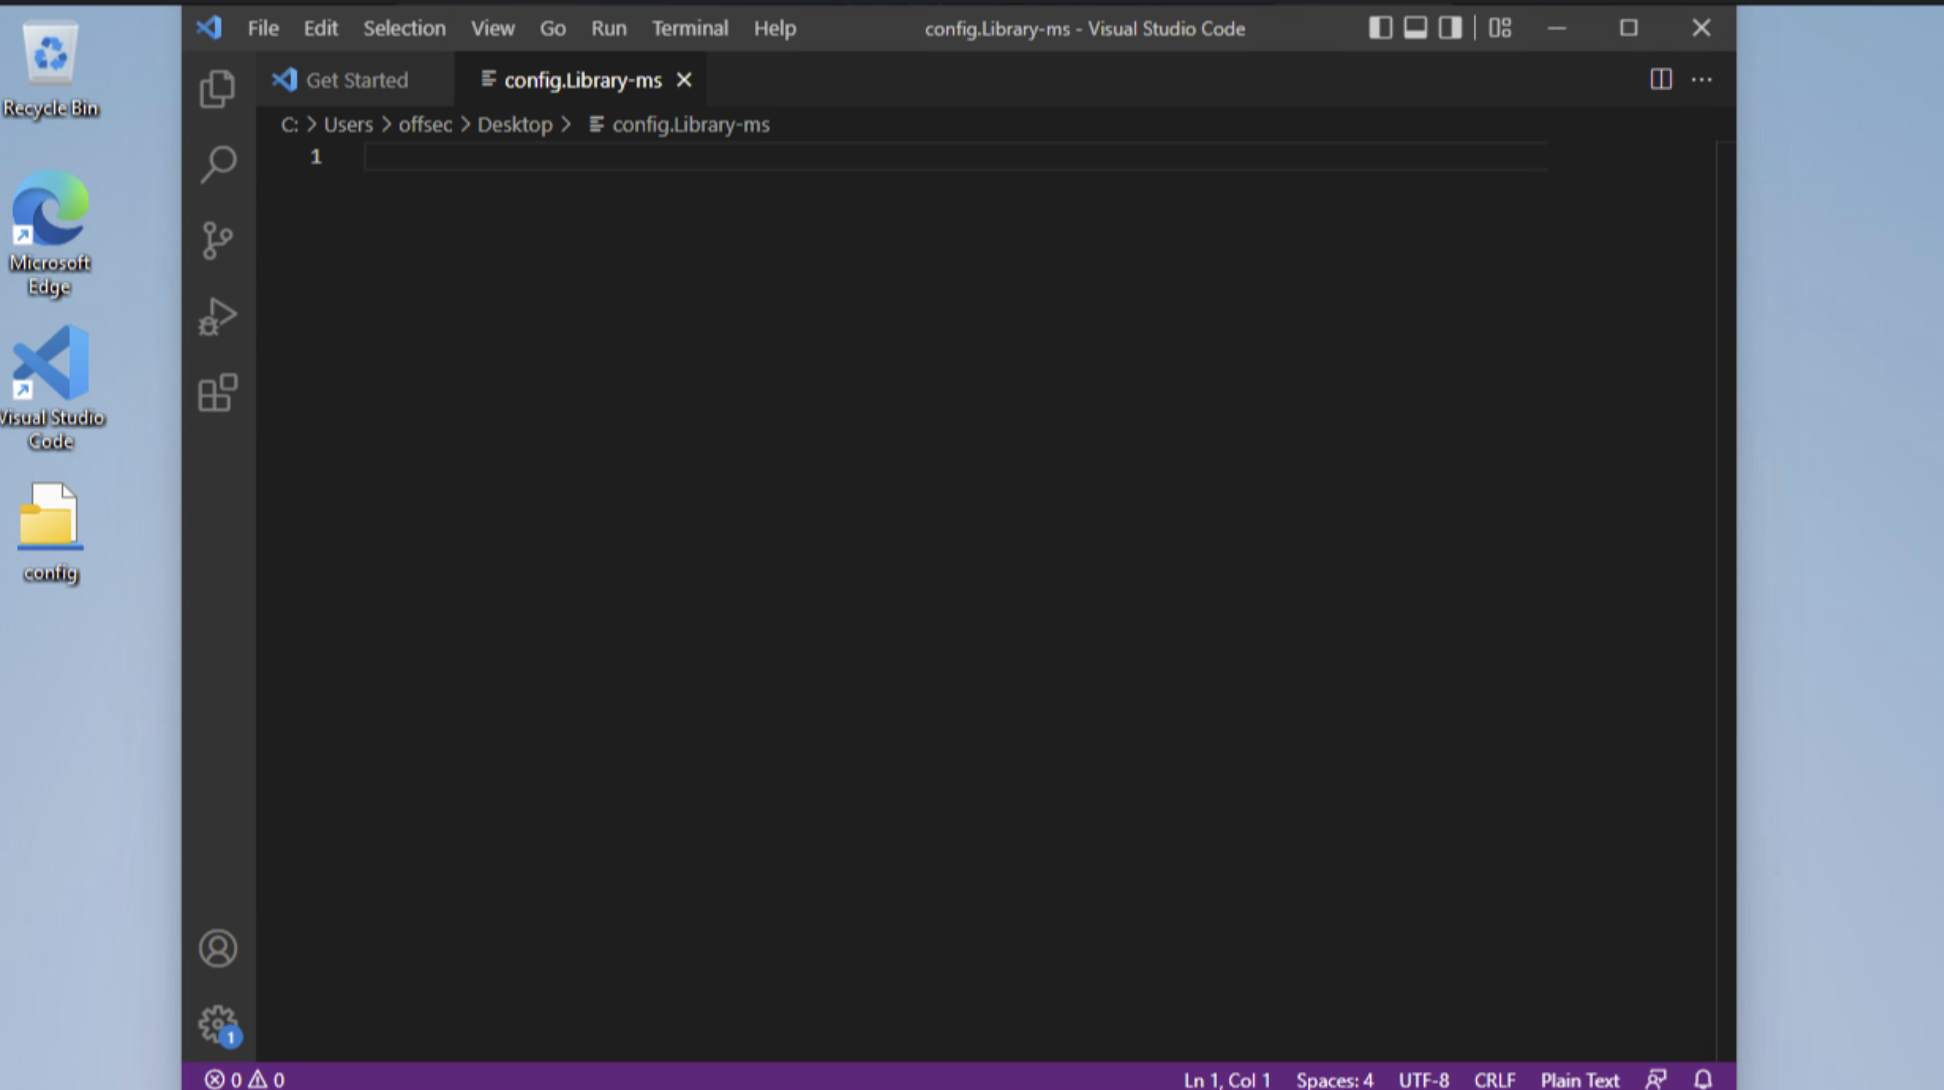 File Edit Selection View Go Run Terminal Help config.Library-ms - Visual Studio Code
Get Started config.Library-ms
C: > Users > offsec > Desktop > config.Library-ms
1
Recycle Bin
Microsoft
Edge
Visual Studio
Code
config
1
0 0 Ln 1, Col 1 Spaces: 4 UTF-8 CRLF Plain Text